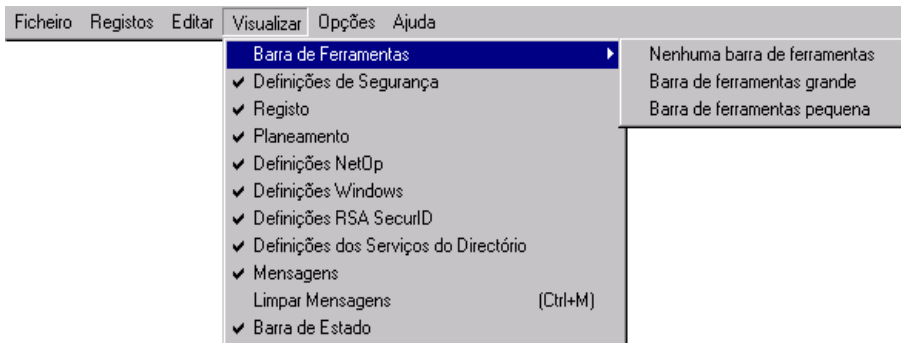 Ficheiro Registos Editar Visualizar Opções Ajuda
Barra de Ferramentas
Nenhuma barra de ferramentas
Barra de ferramentas grande
Barra de ferramentas pequena
Definições de Segurança
Registo
Planeamento
Definições NetOp
Definições Windows
Definições RSA SecurID
Definições dos Serviços do Directório
Mensagens
Limpar Mensagens (Ctrl+M)
Barra de Estado